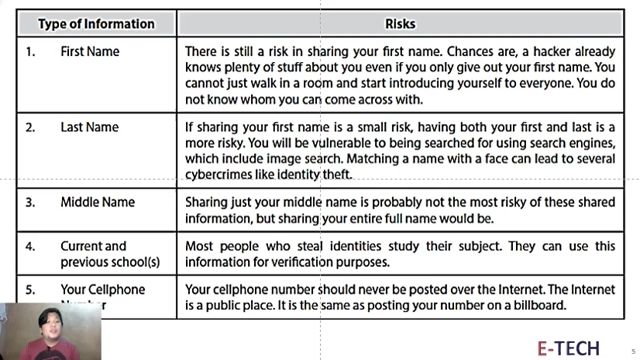 Type of Information
Risks
1. First Name
There is still a risk in sharing your first name. Chances are, a hacker already
knows plenty of stuff about you even if you only give out your first name. You
cannot just walk in a room and start introducing yourself to everyone. You do
not know whom you can come across with.
2. Last Name
If sharing your first name is a small risk, having both your first and last is a
more risky. You will be vulnerable to being searched for using search engines,
which include image search. Matching a name with a face can lead to several
cybercrimes like identity theft.
3. Middle Name
Sharing just your middle name is probably not the most risky of these shared
information, but sharing your entire full name would be.
4. Current and
previous school(s)
Most people who steal identities study their subject. They can use this
information for verification purposes.
5. Your Cellphone
Number
Your cellphone number should never be posted over the Internet. The Internet
is a public place. It is the same as posting your number on a billboard.
E-TECH
5